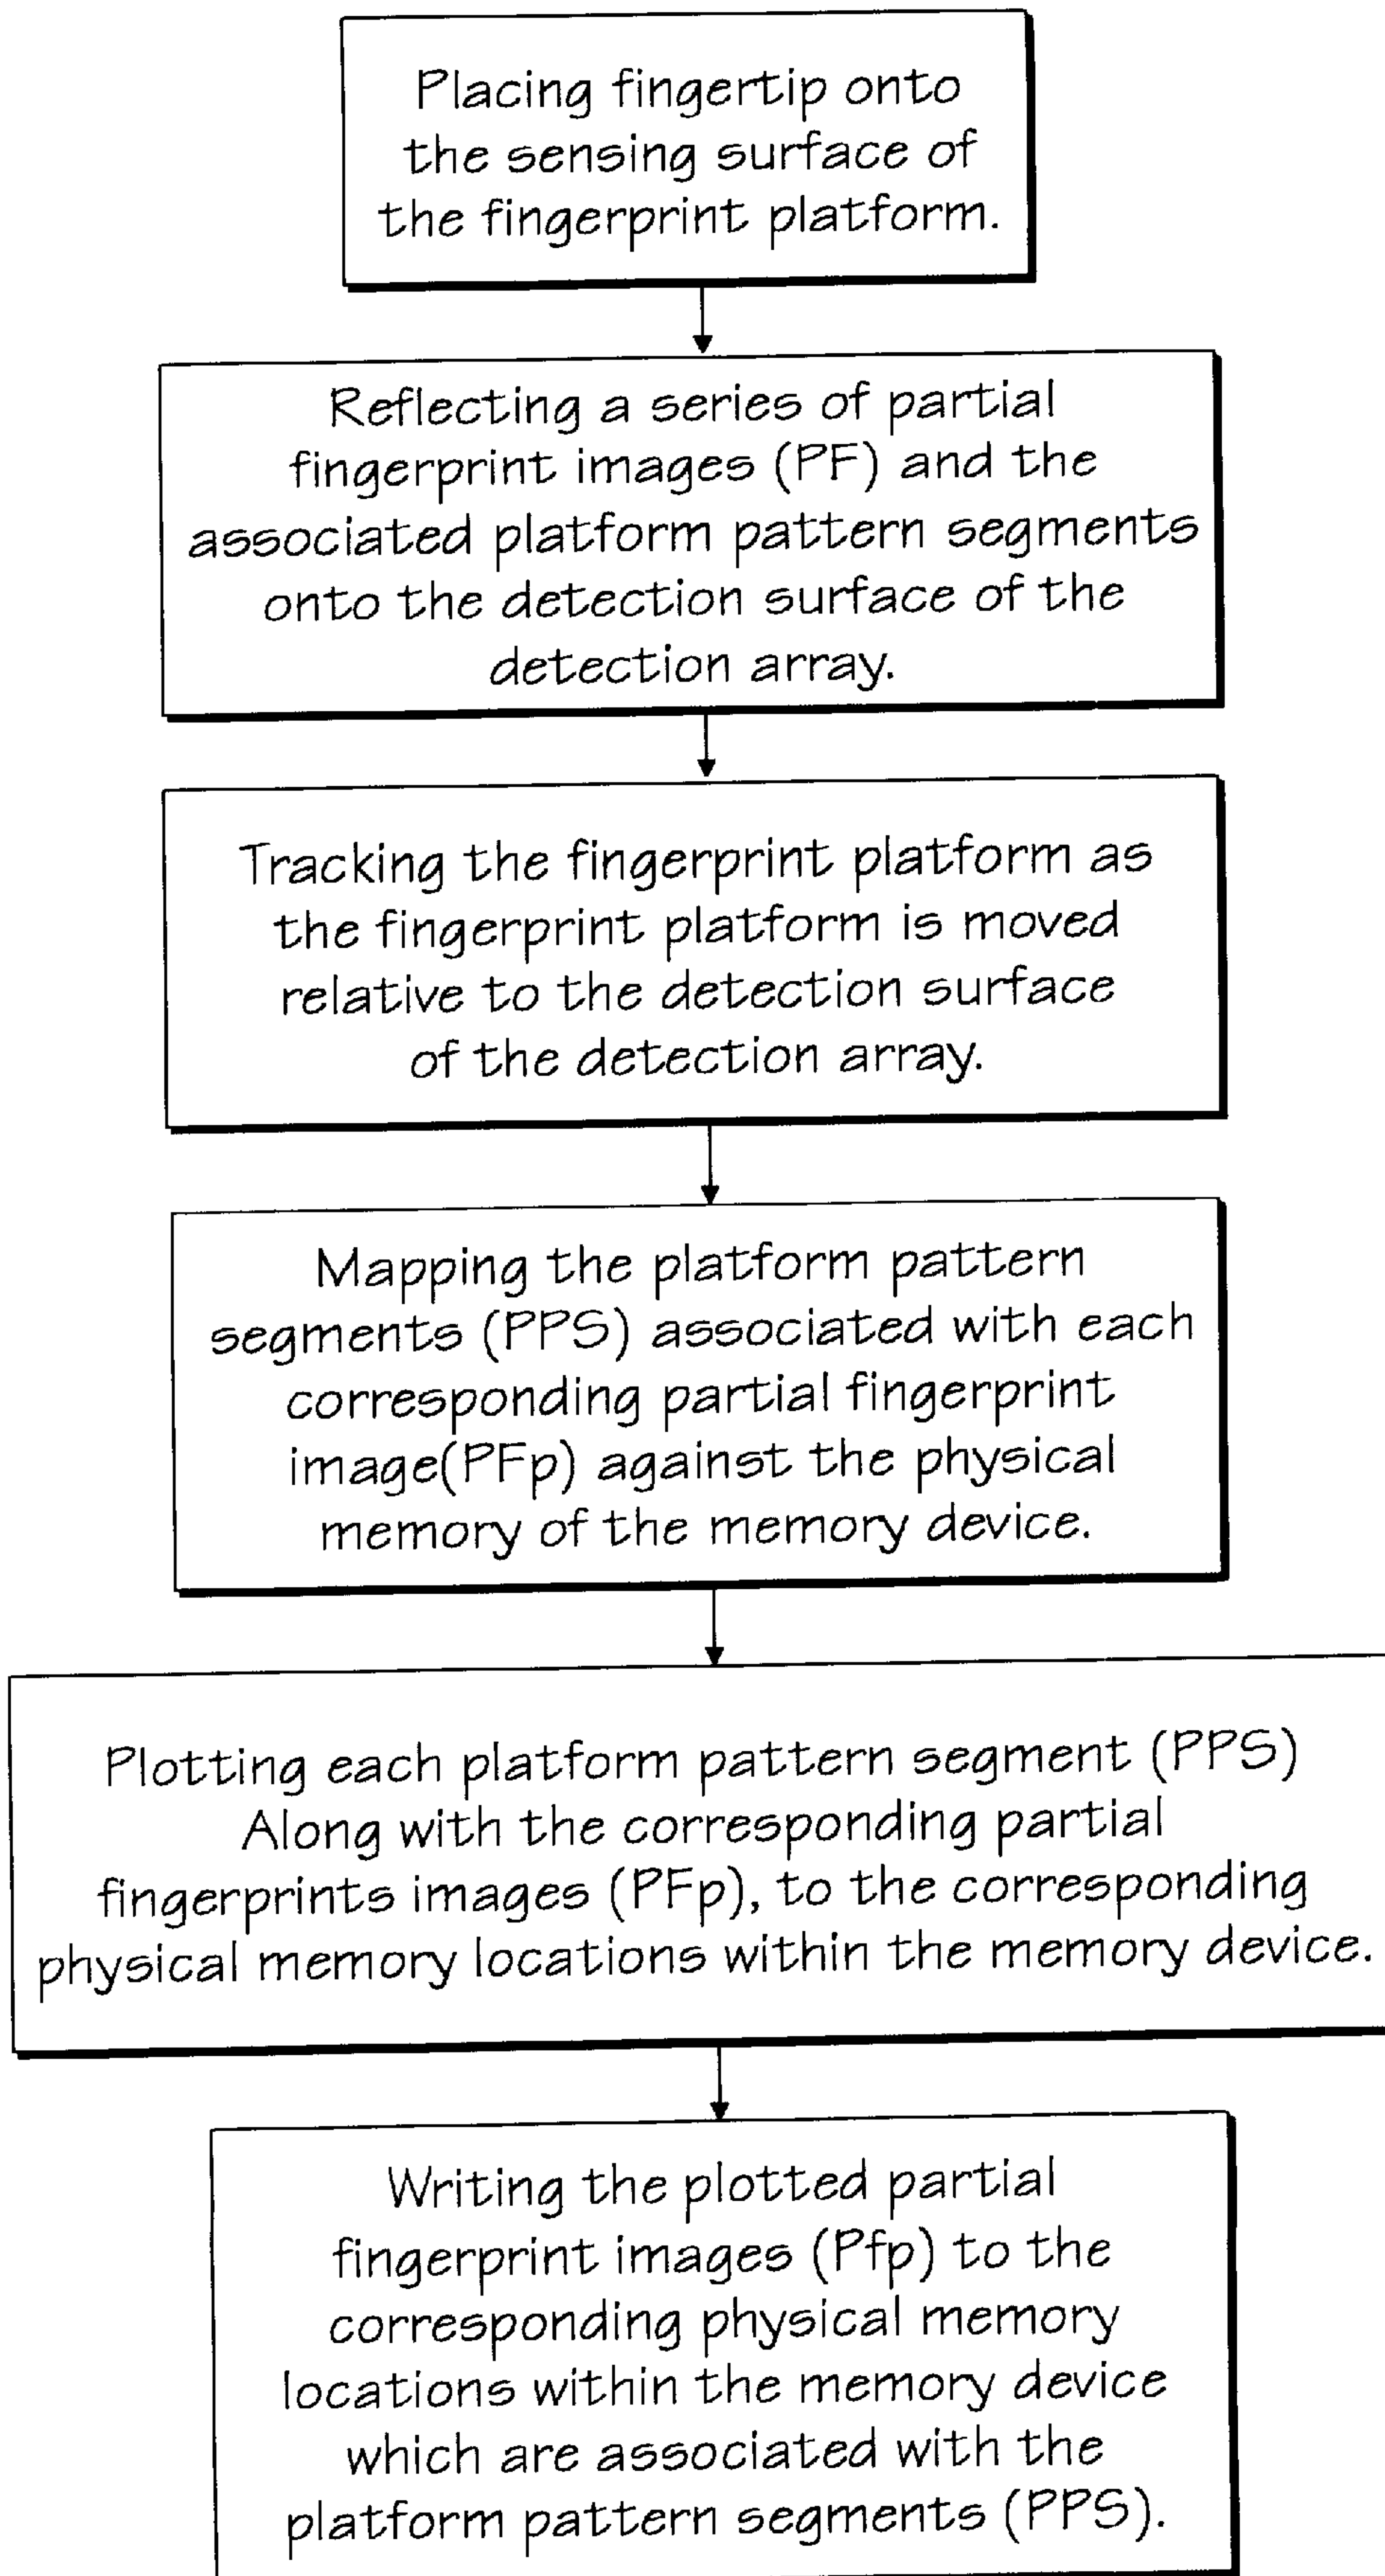 Placing fingertip onto
the sensing surface of
the fingerprint platform.
Reflecting a series of partial
fingerprint images (PF) and the
associated platform pattern segments
onto the detection surface of the
detection array.
Tracking the fingerprint platform as
the fingerprint platform is moved
relative to the detection surface
of the detection array.
Mapping the platform pattern
segments (PPS) associated with each
corresponding partial fingerprint
image(PFp) against the physical
memory of the memory device.
Plotting each platform pattern segment (PPS)
Along with the corresponding partial
fingerprints images (PFp), to the corresponding
physical memory locations within the memory device.
Writing the plotted partial
fingerprint images (Pfp) to the
corresponding physical memory
locations within the memory device
which are associated with the
platform pattern segments (PPS).